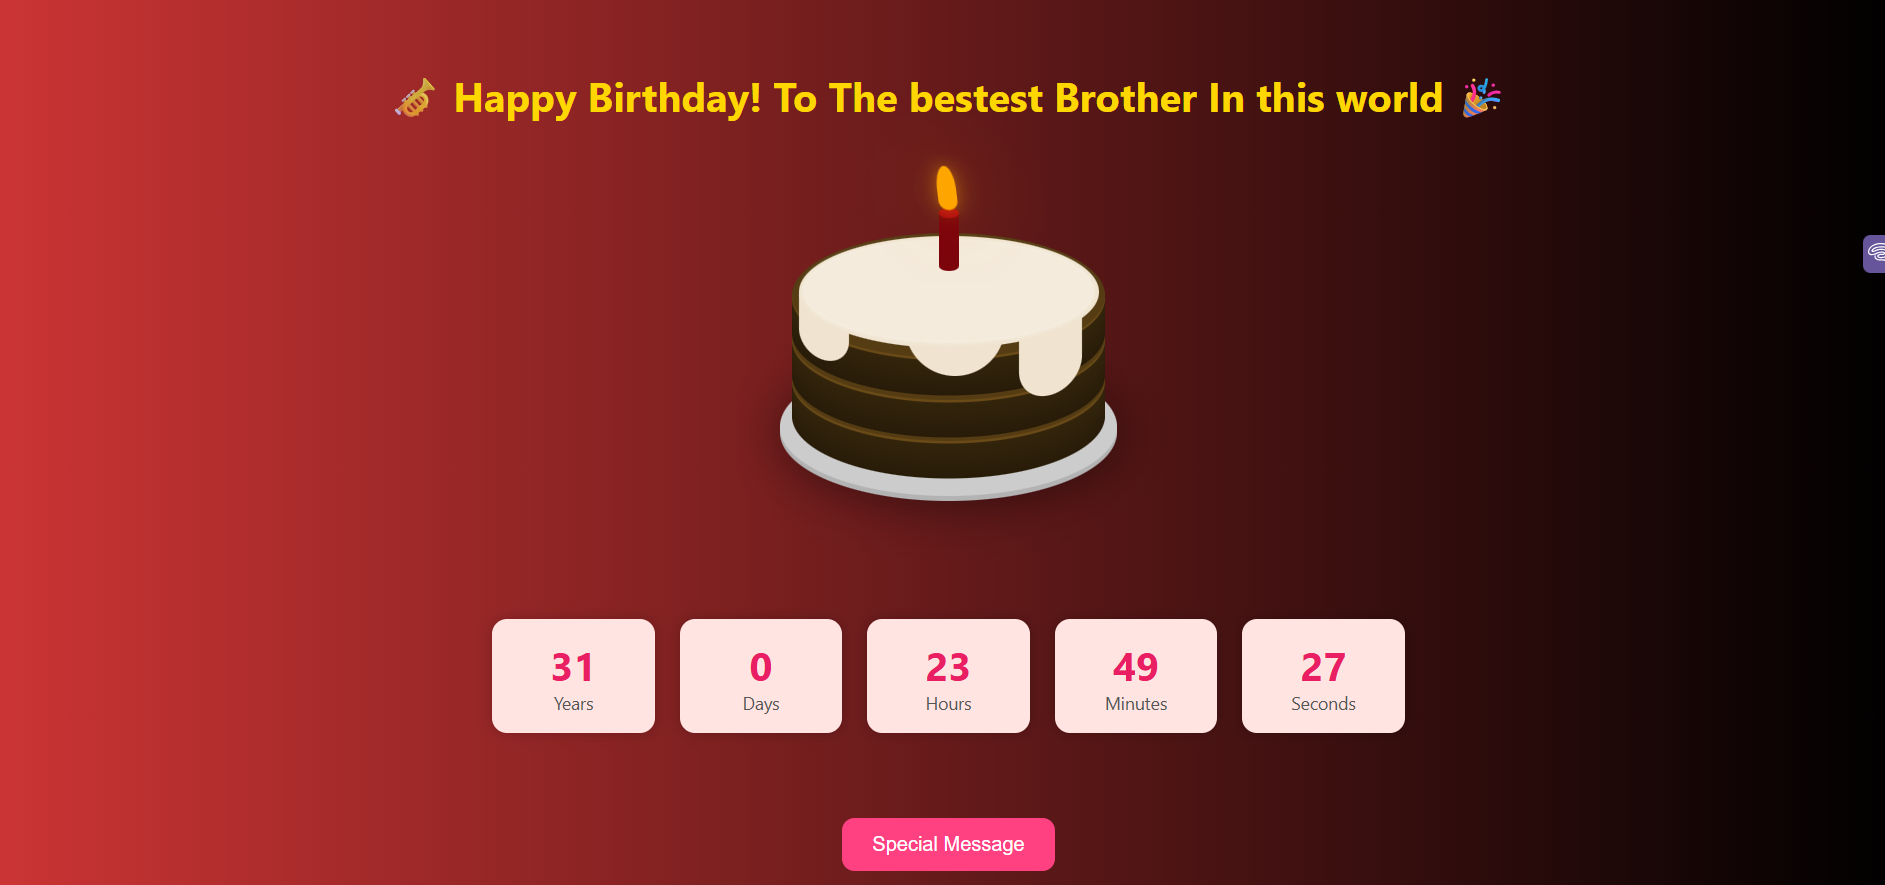 🎺 Happy Birthday! To The bestest Brother In this world 🎉
31 0 23 49 27
Years Days Hours Minutes Seconds
Special Message